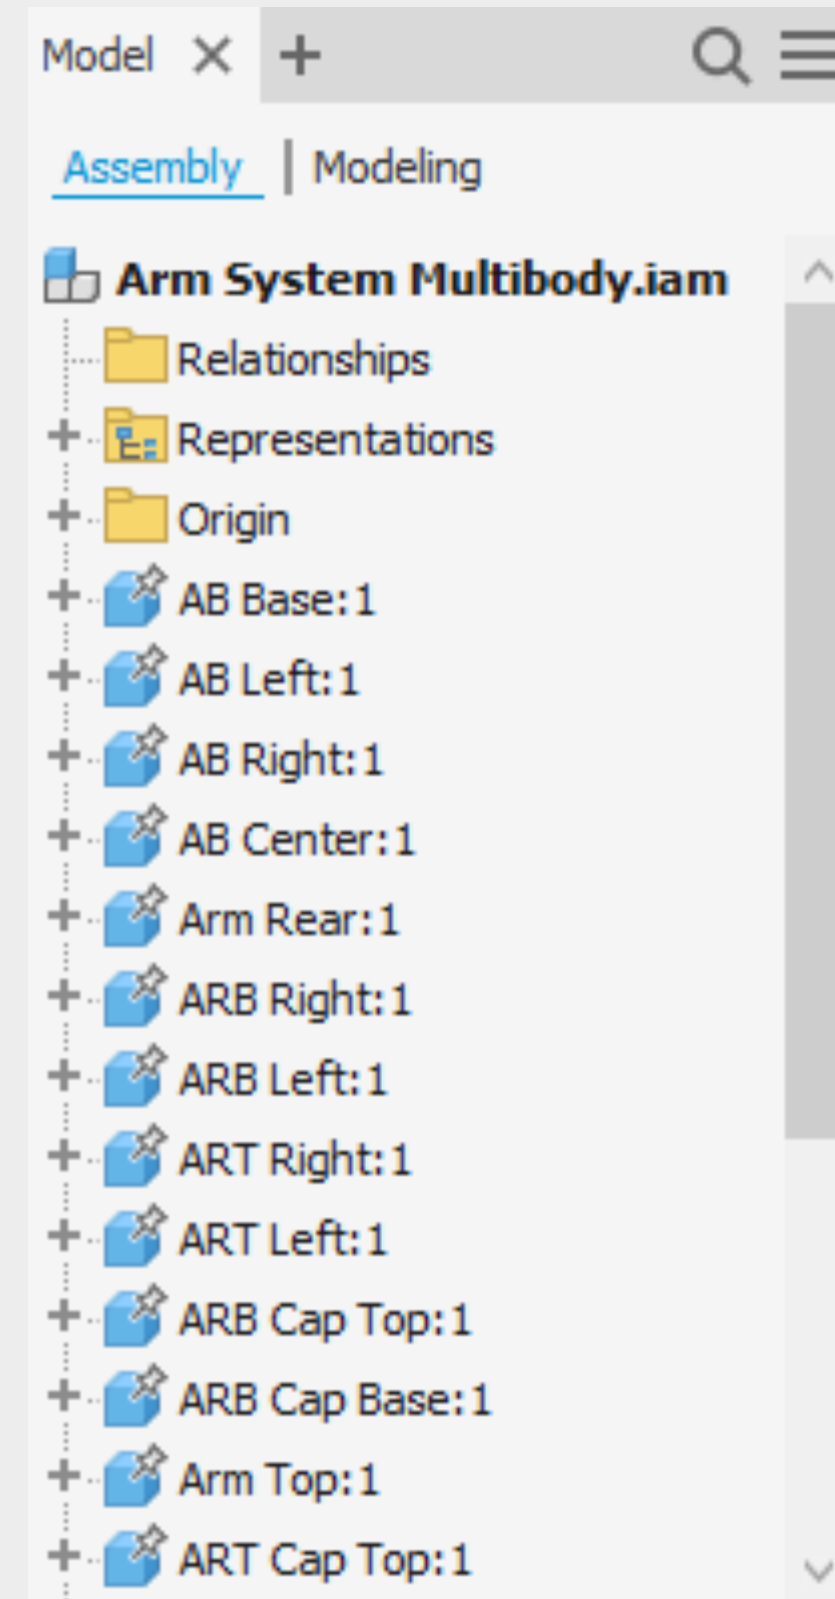 Model
Assembly | Modeling
Arm System Multibody.iam
Relationships
Representations
Origin
AB Base:1
AB Left:1
AB Right:1
AB Center:1
Arm Rear:1
ARB Right:1
ARB Left:1
ART Right:1
ART Left:1
ARB Cap Top:1
ARB Cap Base:1
Arm Top:1
ART Cap Top:1